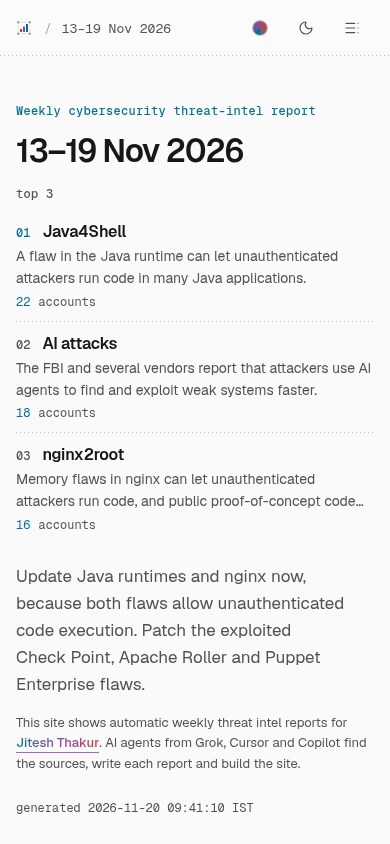 / 13–19 Nov 2026
Weekly cybersecurity threat-intel report
13–19 Nov 2026
top 3
01 Java4Shell
A flaw in the Java runtime can let unauthenticated
attackers run code in many Java applications.
22 accounts
02 AI attacks
The FBI and several vendors report that attackers use AI
agents to find and exploit weak systems faster.
18 accounts
03 nginx2root
Memory flaws in nginx can let unauthenticated
attackers run code, and public proof-of-concept code…
16 accounts
Update Java runtimes and nginx now,
because both flaws allow unauthenticated
code execution. Patch the exploited
Check Point, Apache Roller and Puppet
Enterprise flaws.
This site shows automatic weekly threat intel reports for
Jitesh Thakur. AI agents from Grok, Cursor and Copilot find
the sources, write each report and build the site.
generated 2026-11-20 09:41:10 IST